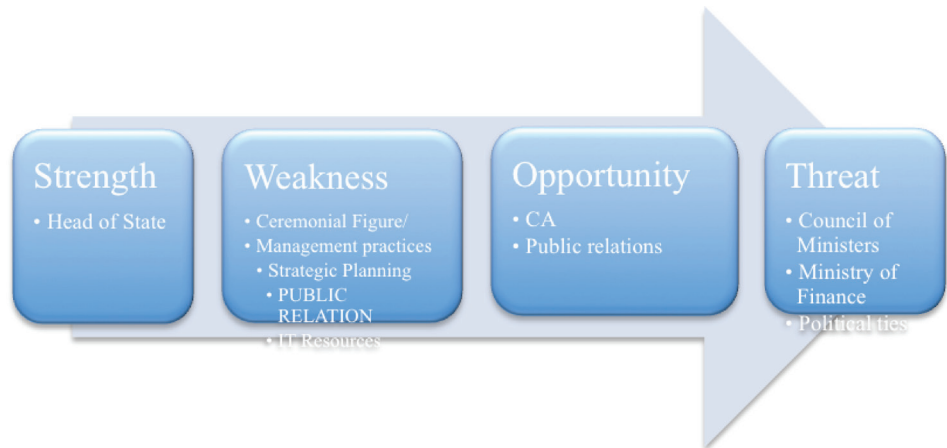 Strength
• Head of State
Weakness
• Ceremonial Figure/
• Management practices
• Strategic Planning
• PUBLIC
RELATION
• IT Resources
Opportunity
• CA
• Public relations
Threat
• Council of
Ministers
• Ministry of
Finance
• Political ties